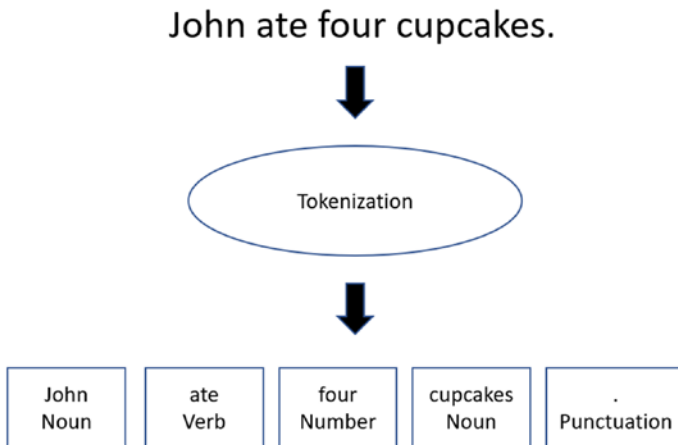 John ate four cupcakes.
Tokenization
John
Noun
ate
Verb
four
Number
cupcakes
Noun
.
Punctuation